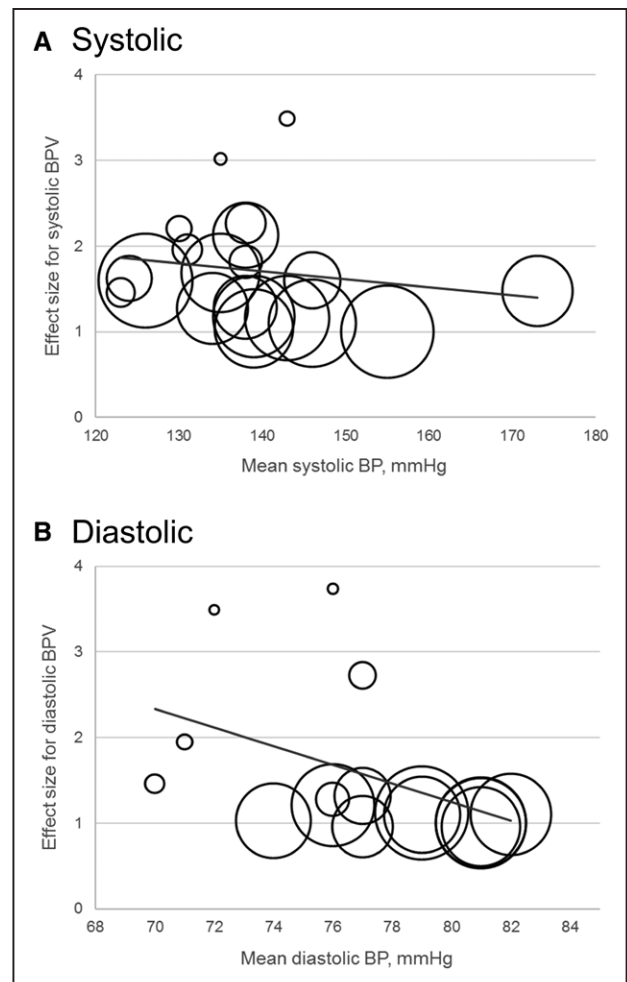 A Systolic
4
3
2
1
0
120 130 140 150 160 170 180
Effect size for systolic BPV
Mean systolic BP, mmHg
B Diastolic
4
3
2
1
0
68 70 72 74 76 78 80 82 84
Effect size for diastolic BPV
Mean diastolic BP, mmHg